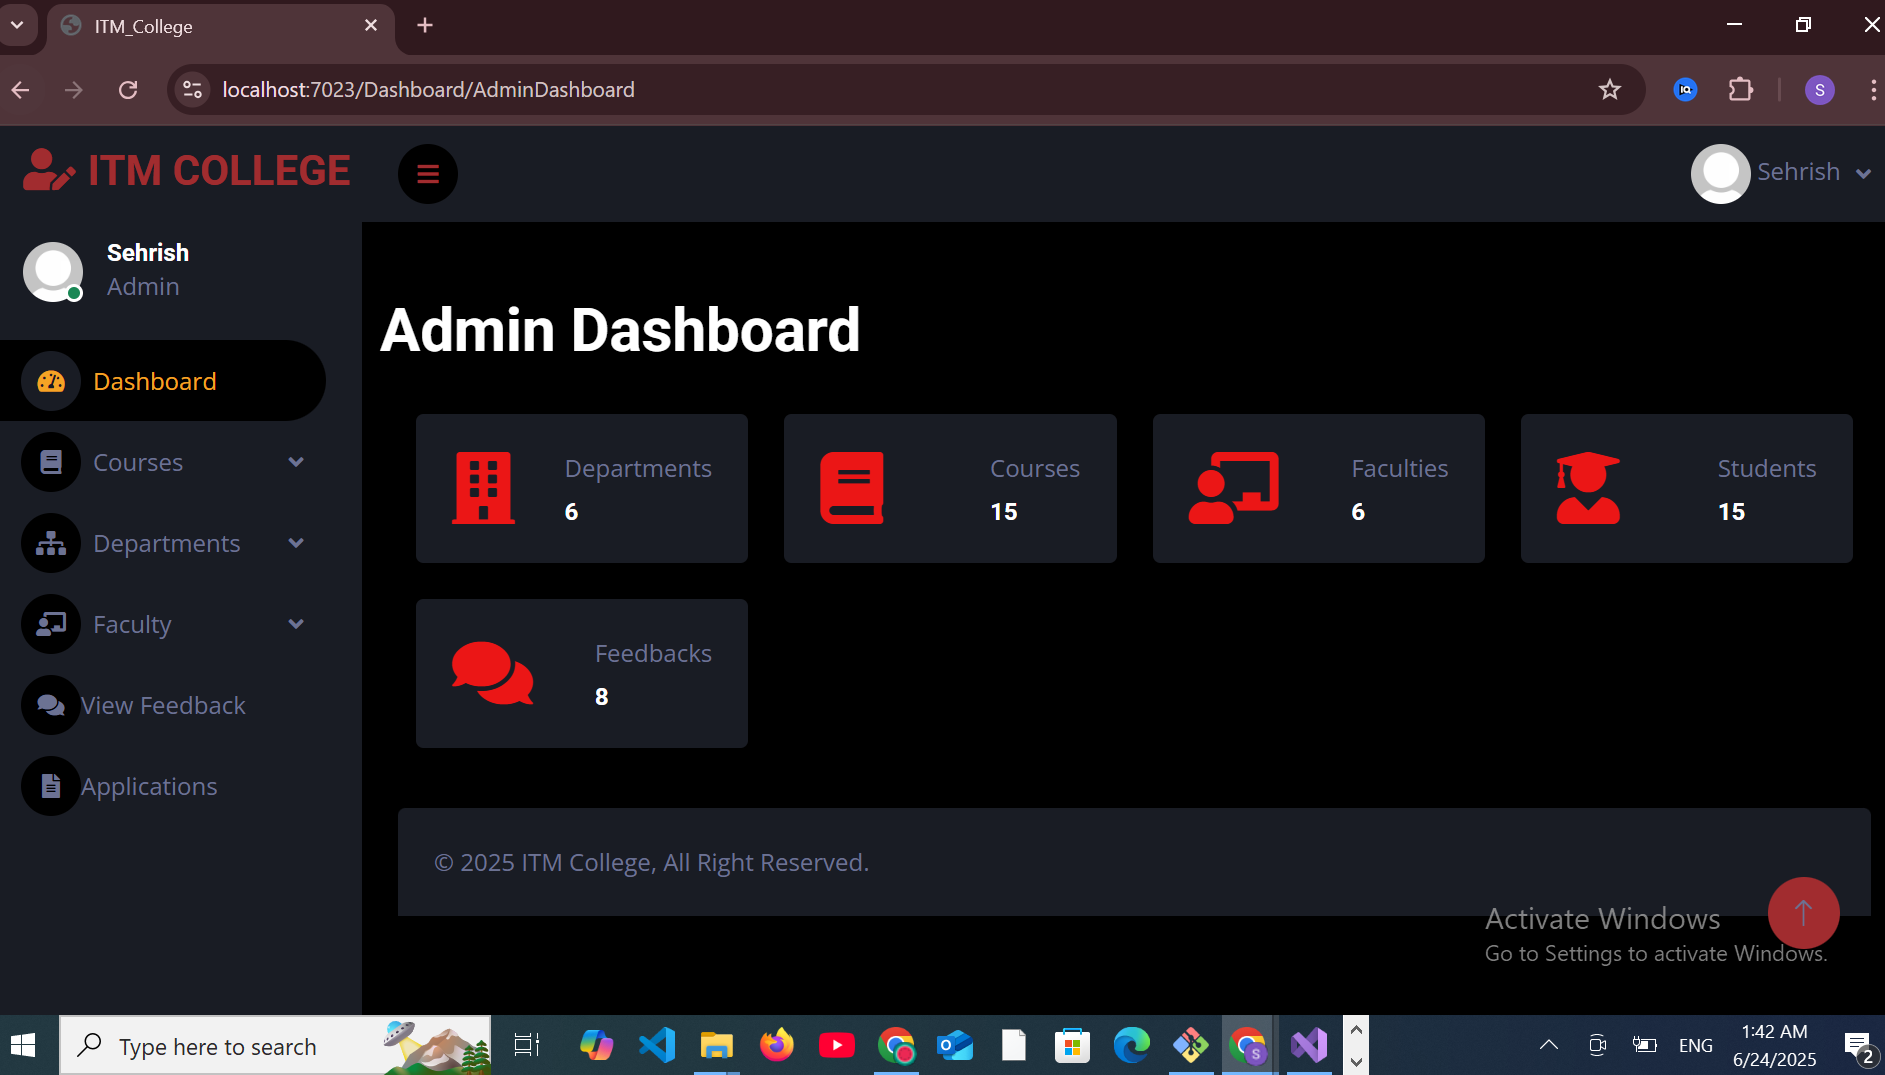 ITM_College
localhost:7023/Dashboard/AdminDashboard
IQ
S
ITM COLLEGE
Sehrish
Sehrish
Admin
Dashboard
Courses
Departments
Faculty
View Feedback
Applications
Admin Dashboard
Departments
6
Courses
15
Faculties
6
Students
15
Feedbacks
8
© 2025 ITM College, All Right Reserved.
Activate Windows
Go to Settings to activate Windows.
Type here to search
S
ENG
1:42 AM
6/24/2025
2